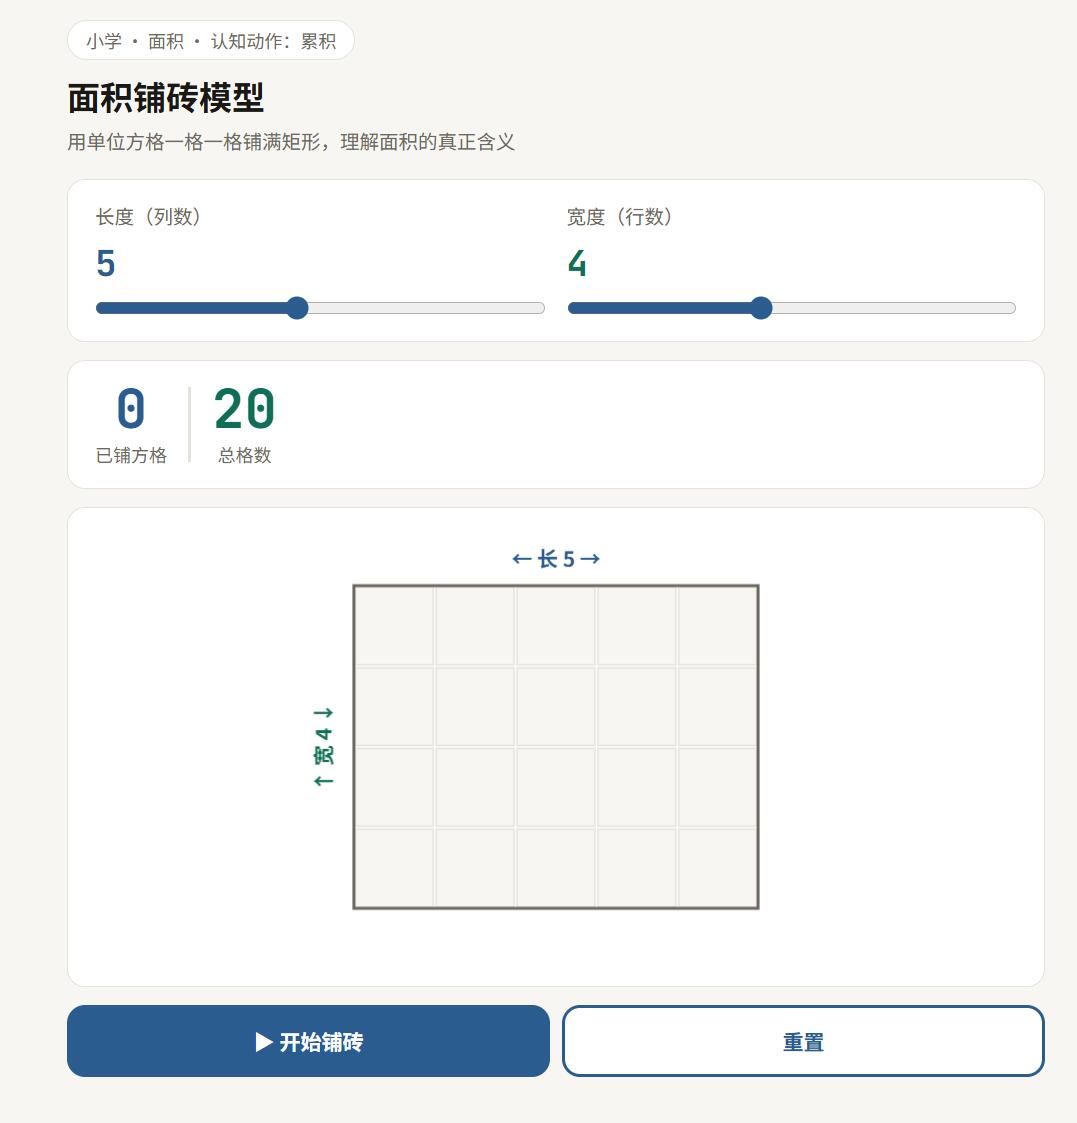 小学 · 面积 · 认知动作：累积
面积铺砖模型
用单位方格一格一格铺满矩形，理解面积的真正含义
长度（列数）
宽度（行数）
5
4
0
20
已铺方格
总格数
← 长 5 →
← 宽 4 →
▶ 开始铺砖
重置